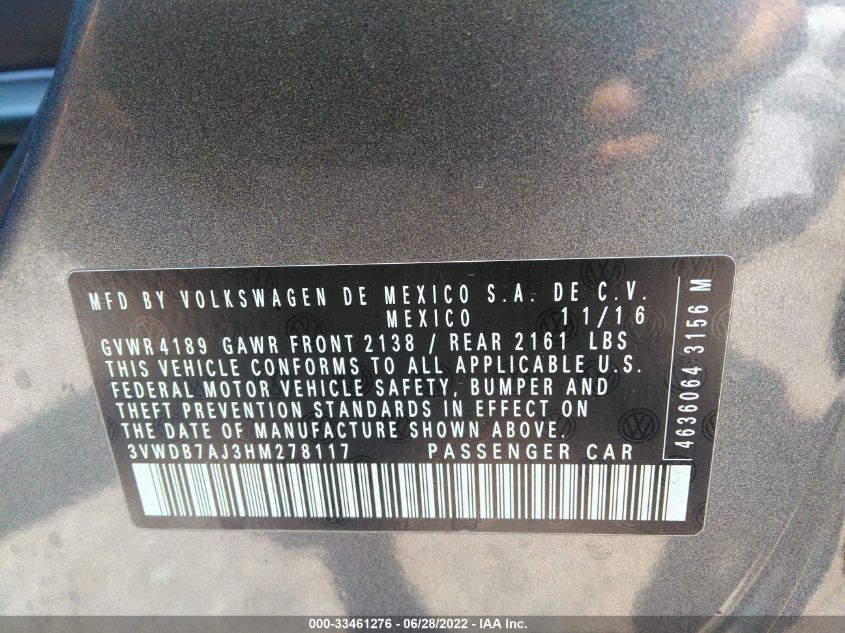 MFD BY VOLKSWAGEN DE MEXICO S.A. DE C.V.
MEXICO 11/16
GVWR 4189 GAWR FRONT 2138 / REAR 2161 LBS
THIS VEHICLE CONFORMS TO ALL APPLICABLE U.S.
FEDERAL MOTOR VEHICLE SAFETY, BUMPER AND
THEFT PREVENTION STANDARDS IN EFFECT ON
THE DATE OF MANUFACTURE SHOWN ABOVE.
3VWDB7AJ3HM278117 PASSENGER CAR
4636064 3156 M
000-33461276 - 06/28/2022 - IAA Inc.